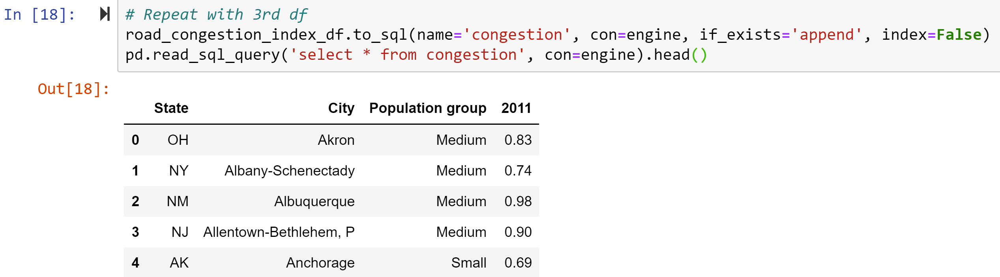 In [18]:
# Repeat with 3rd df
road_congestion_index_df.to_sql(name='congestion', con=engine, if_exists='append', index=False)
pd.read_sql_query('select * from congestion', con=engine).head()
Out[18]:
State City Population group 2011
0 OH Akron Medium 0.83
1 NY Albany-Schenectady Medium 0.74
2 NM Albuquerque Medium 0.98
3 NJ Allentown-Bethlehem, P Medium 0.90
4 AK Anchorage Small 0.69